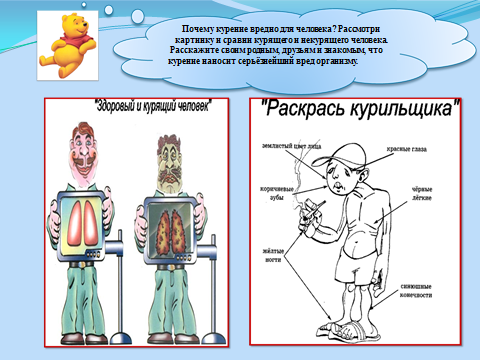 Почему курение вредно для человека? Рассмотри
картинку и сравни курящего и некурящего человека.
Расскажите своим родным, друзьям и знакомым, что
курение наносит серьёзнейший вред организму.
"Здоровый и курящий человек"
"Раскрась курильщика"
землистый цвет лица
красные глаза
коричневые
зубы
чёрные
лёгкие
жёлтые
ногти
синюшные
конечности